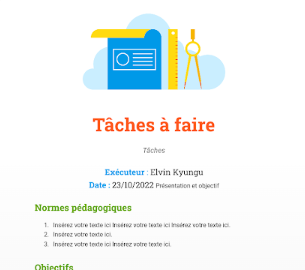 Tâches à faire
Tâches
Exécuteur : Elvin Kyungu
Date : 23/10/2022 Présentation et objectif
Normes pédagogiques
1. Insérez votre texte ici Insérez votre texte ici Insérez votre texte ici.
2. Insérez votre texte ici.
3. Insérez votre texte ici Insérez votre texte ici.
Objectifs